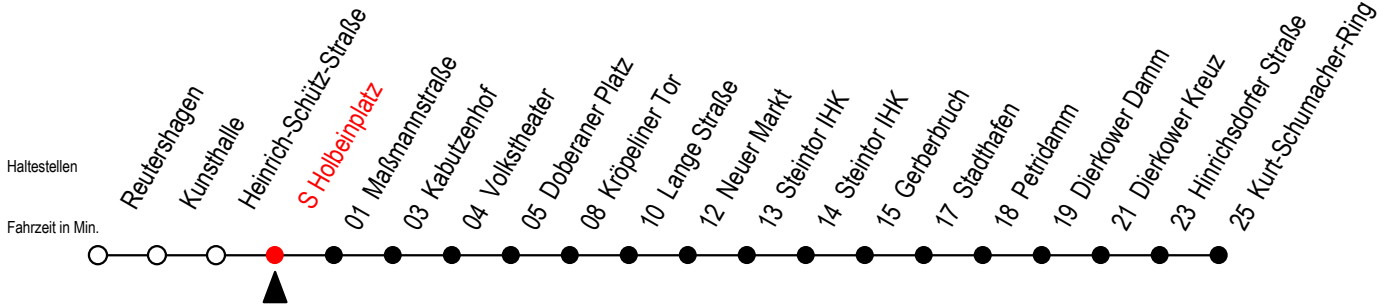 Haltestellen
Fahrzeit in Min.
Reutershagen
Kunsthalle
Heinrich-Schütz-Straße
S Holbeinplatz
01 Maßmannstraße
03 Kabutzenhof
04 Volkstheater
05 Doberaner Platz
08 Kröpeliner Tor
10 Lange Straße
12 Neuer Markt
13 Steintor IHK
14 Steintor IHK
15 Gerberbruch
17 Stadthafen
18 Petridamm
19 Dierkower Damm
21 Dierkower Kreuz
23 Hinrichsdorfer Straße
25 Kurt-Schumacher-Ring